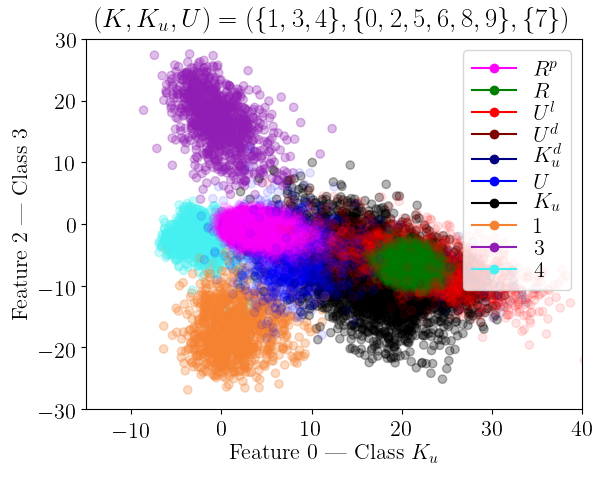 (K, K_u, U) = ({1, 3, 4}, {0, 2, 5, 6, 8, 9}, {7})
30
20
10
0
−10
−20
−30
Feature 2 — Class 3
R^p
R
U^l
U^d
K_u^d
U
K_u
1
3
4
−10 0 10 20 30 40
Feature 0 — Class K_u